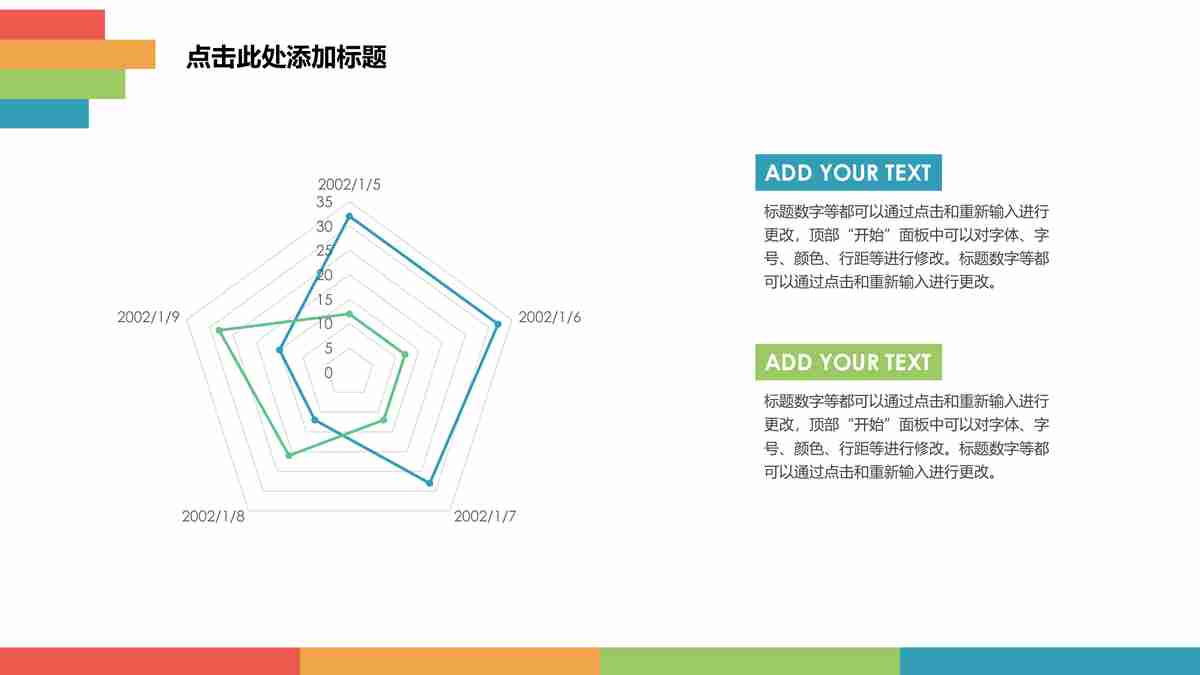 点击此处添加标题
2002/1/5
35
30
25
20
15
10
5
0
2002/1/9
2002/1/6
2002/1/8
2002/1/7
ADD YOUR TEXT
标题数字等都可以通过点击和重新输入进行
更改，顶部“开始”面板中可以对字体、字
号、颜色、行距等进行修改。标题数字等都
可以通过点击和重新输入进行更改。
ADD YOUR TEXT
标题数字等都可以通过点击和重新输入进行
更改，顶部“开始”面板中可以对字体、字
号、颜色、行距等进行修改。标题数字等都
可以通过点击和重新输入进行更改。